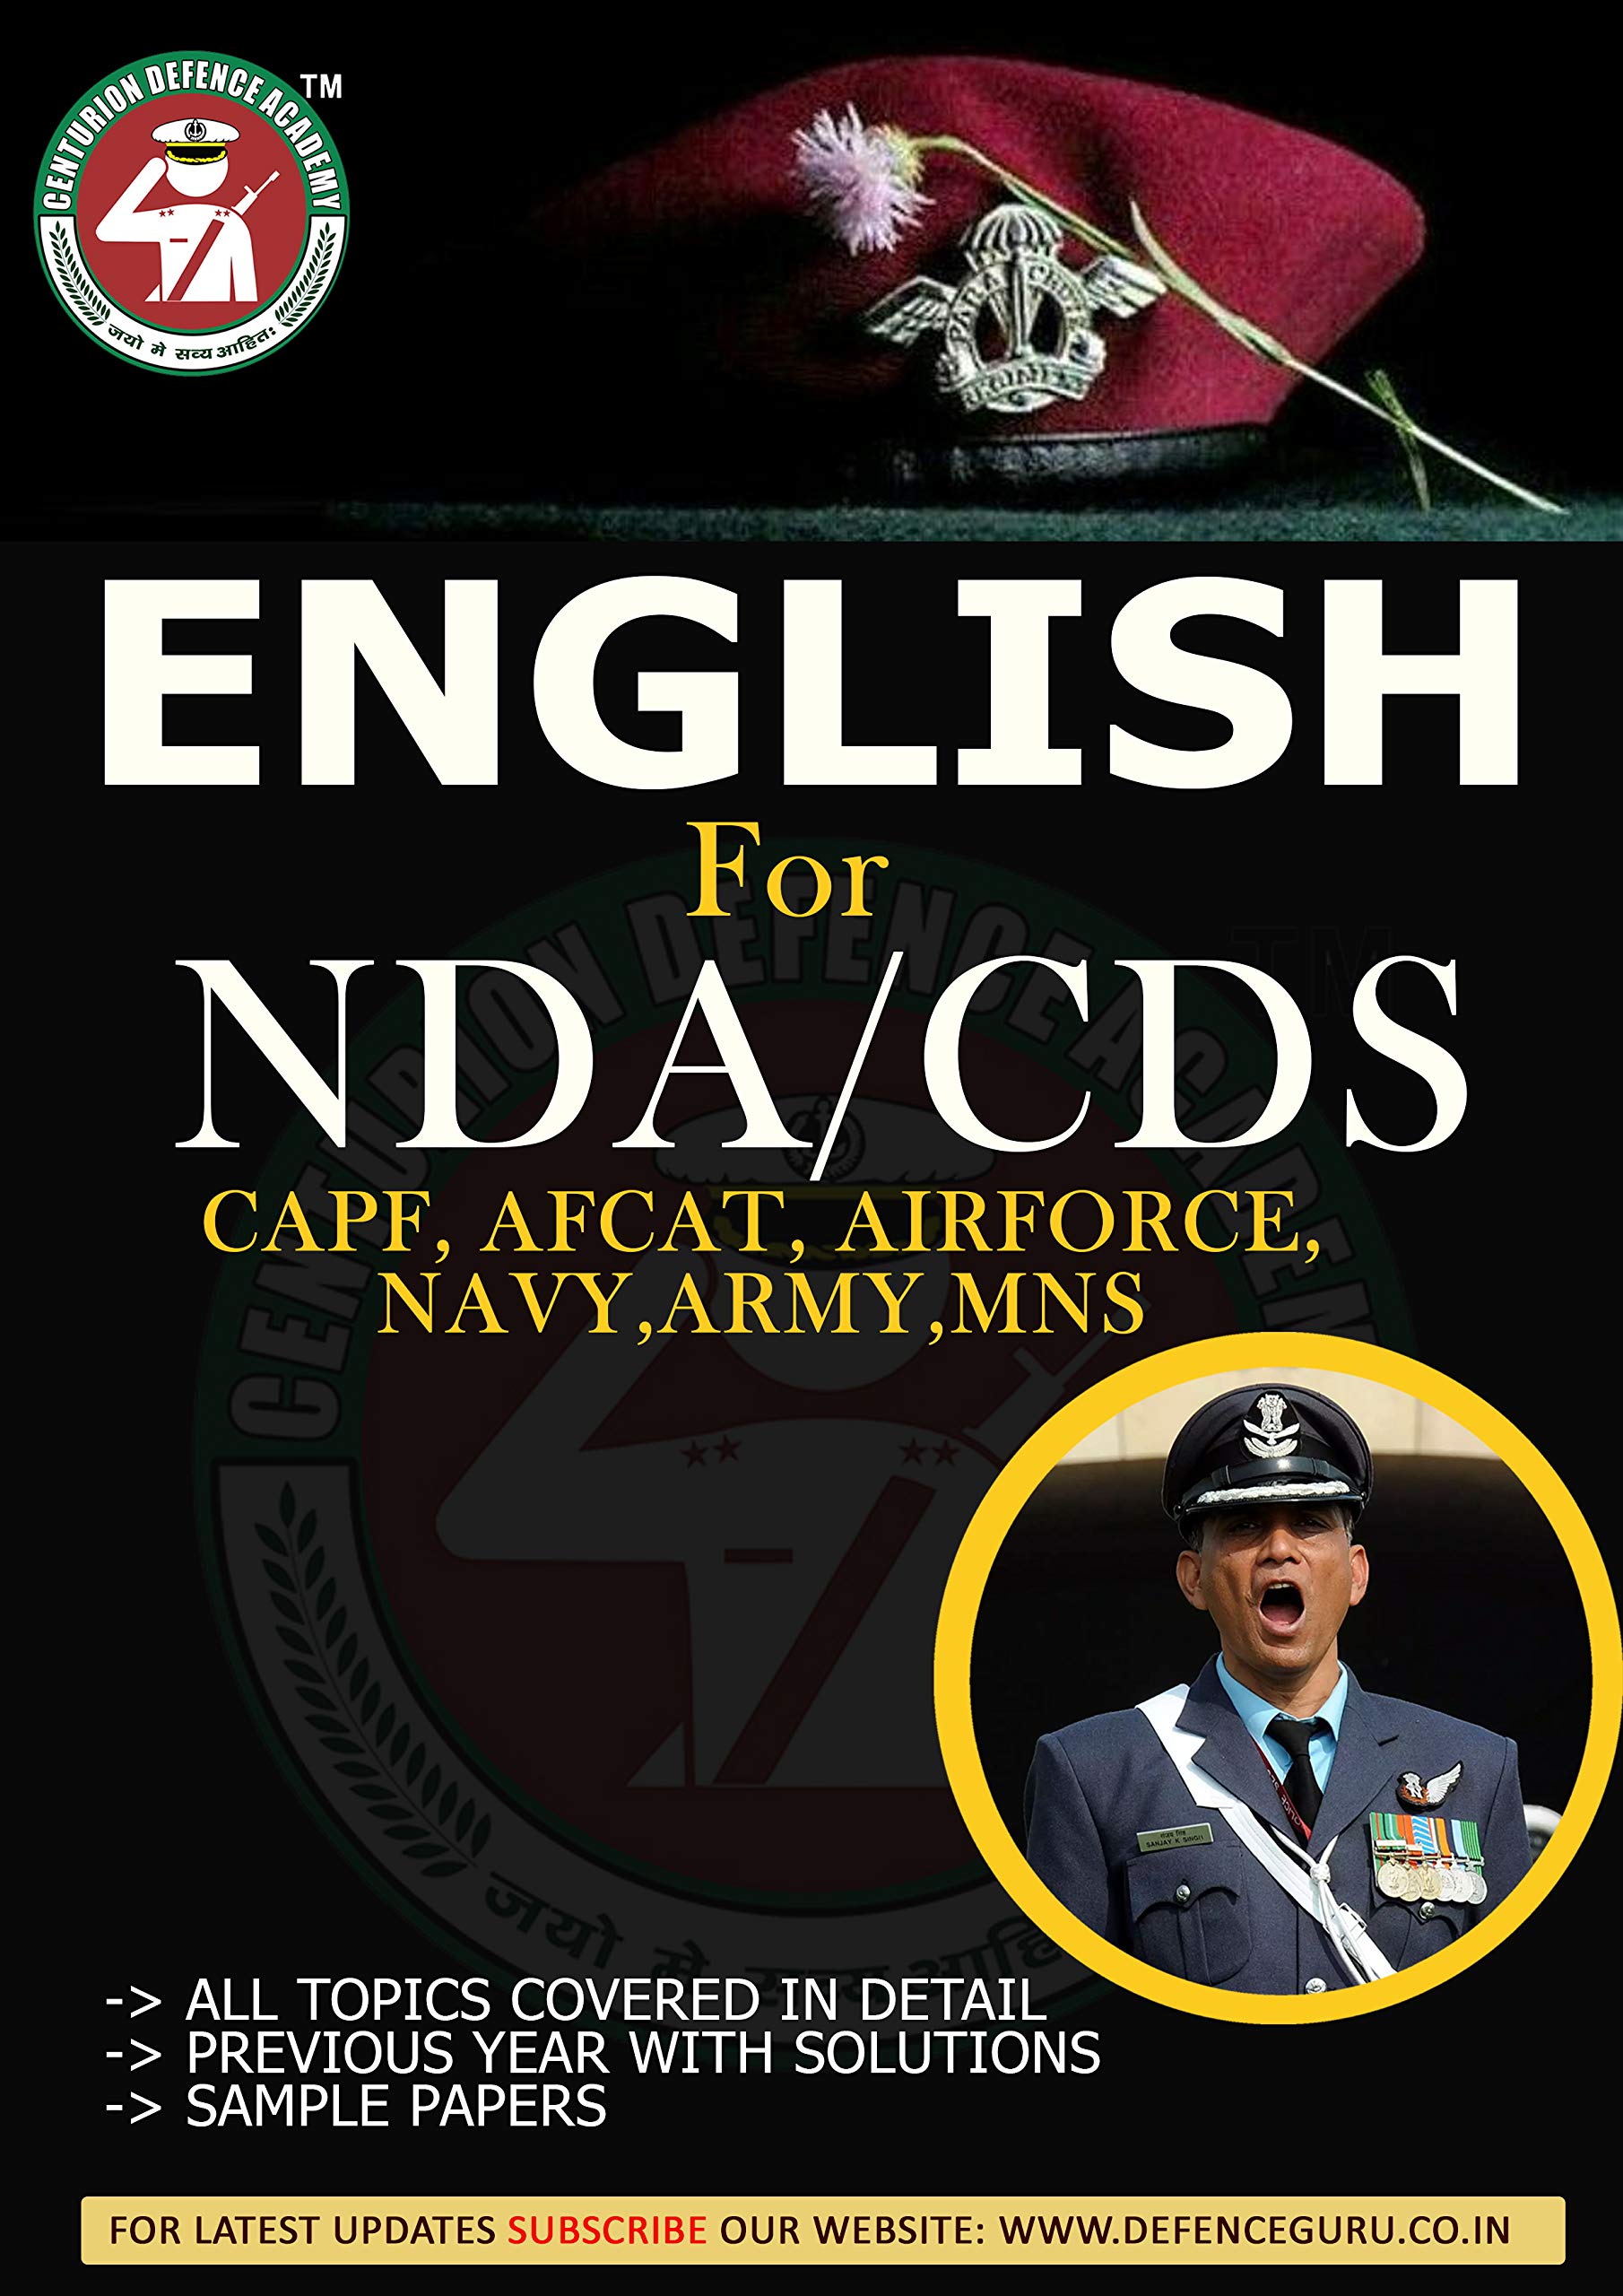 CENTURION DEFENCE ACADEMY
TM
जयो मे सव्य आहितः
ENGLISH
For
NDA/CDS
CAPF, AFCAT, AIRFORCE,
NAVY,ARMY,MNS
SANJAY K SINGH
-> ALL TOPICS COVERED IN DETAIL
-> PREVIOUS YEAR WITH SOLUTIONS
-> SAMPLE PAPERS
FOR LATEST UPDATES SUBSCRIBE OUR WEBSITE: WWW.DEFENCEGURU.CO.IN